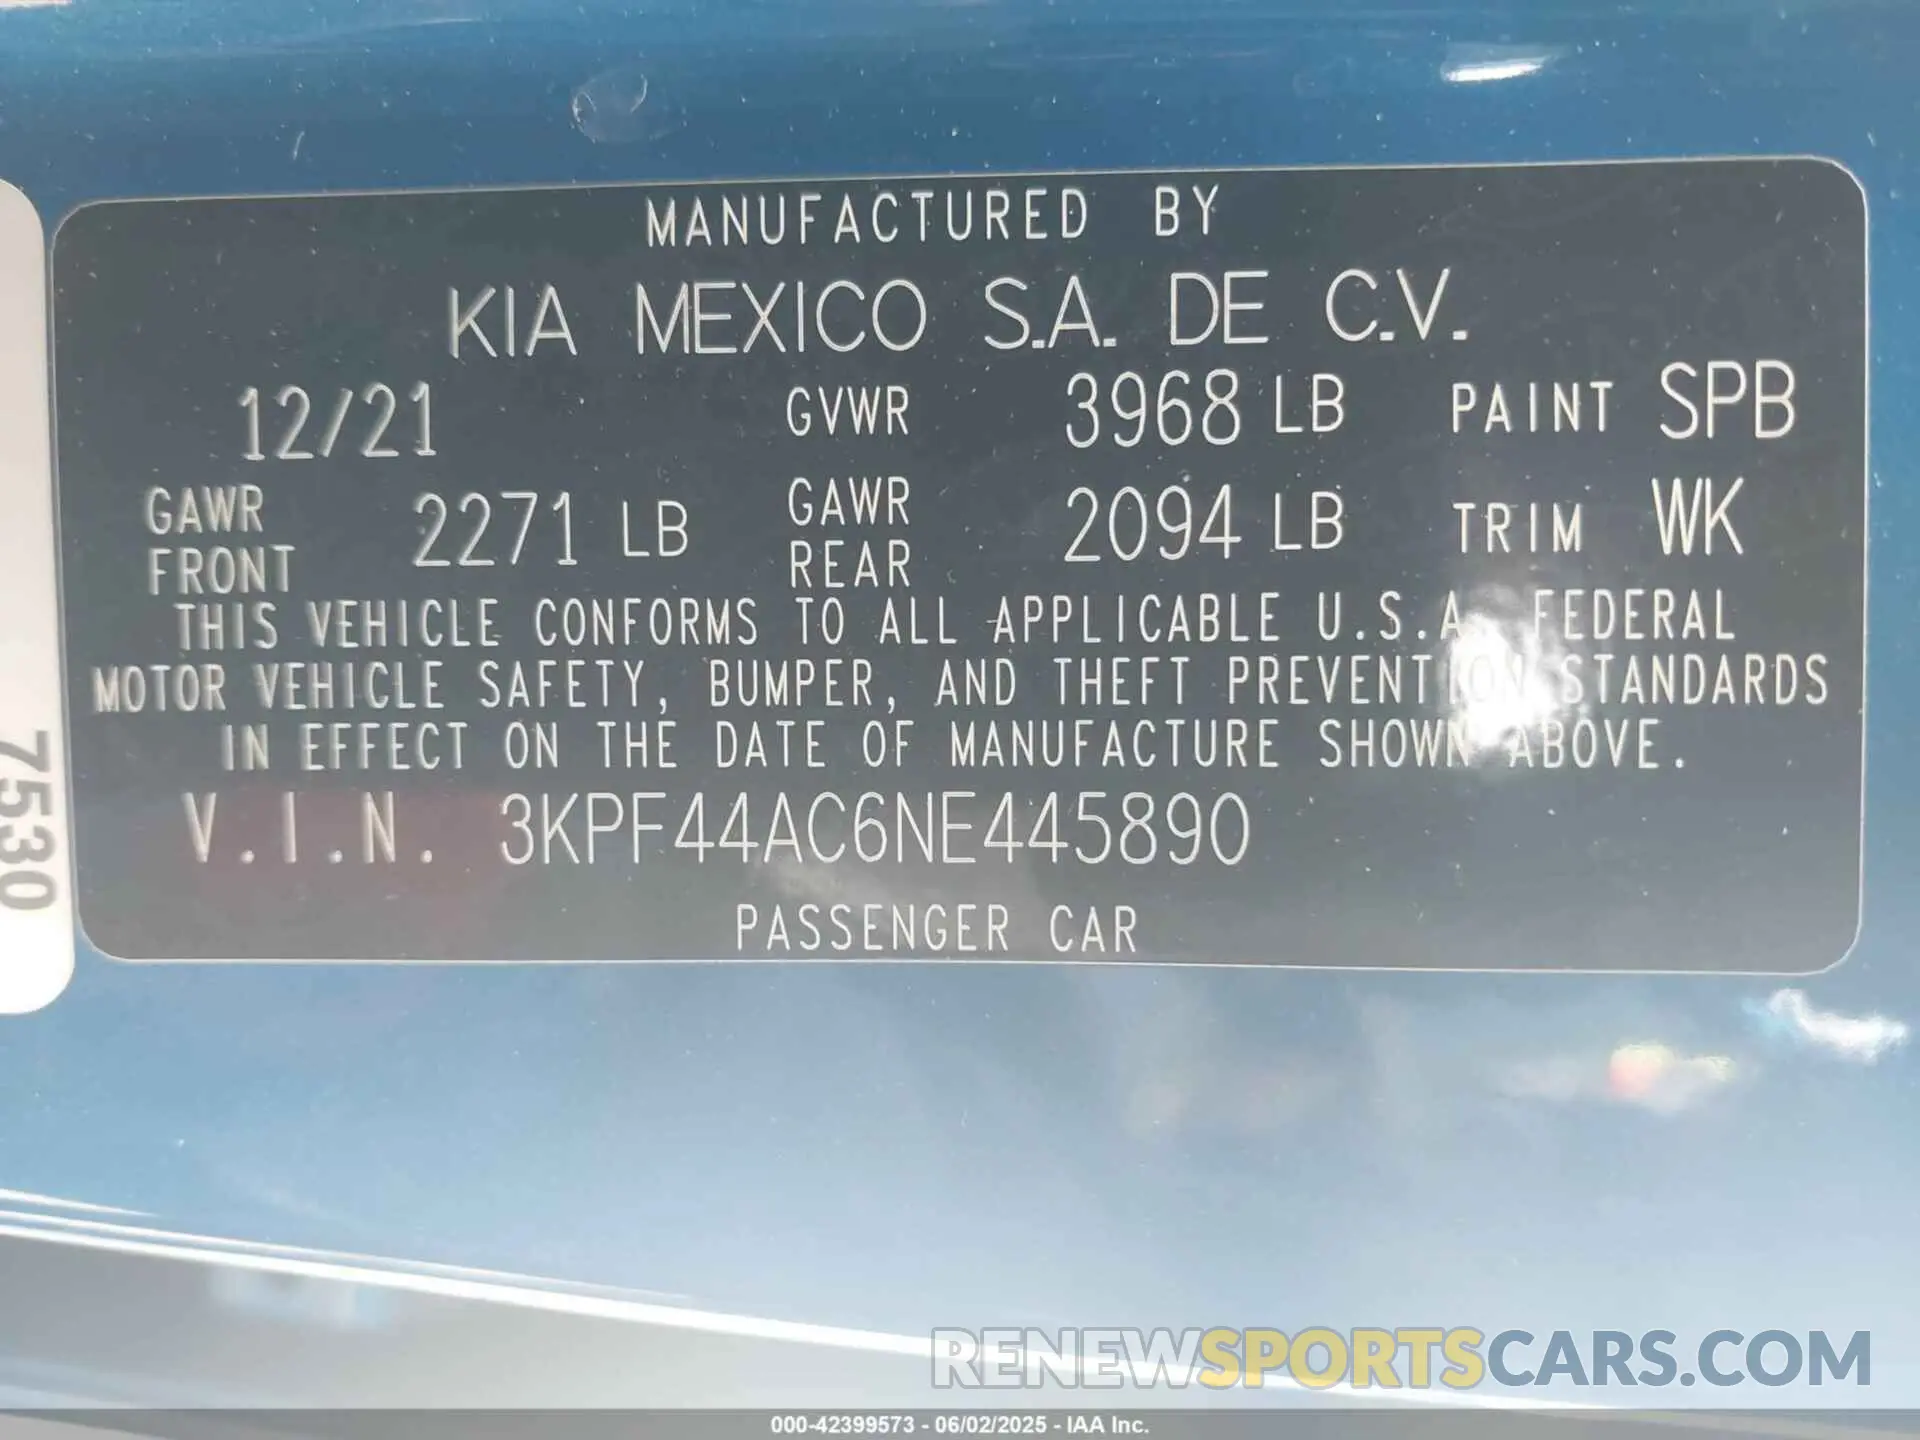 MANUFACTURED BY
KIA MEXICO S.A. DE C.V.
12/21 GVWR 3968 LB PAINT SPB
GAWR FRONT 2271 LB GAWR REAR 2094 LB TRIM WK
THIS VEHICLE CONFORMS TO ALL APPLICABLE U.S.A. FEDERAL
MOTOR VEHICLE SAFETY, BUMPER, AND THEFT PREVENTION STANDARDS
IN EFFECT ON THE DATE OF MANUFACTURE SHOWN ABOVE.
V.I.N. 3KPF44AC6NE445890
PASSENGER CAR
7530
RENEWSPORTSCARS.COM
000-42399573 - 06/02/2025 - IAA Inc.